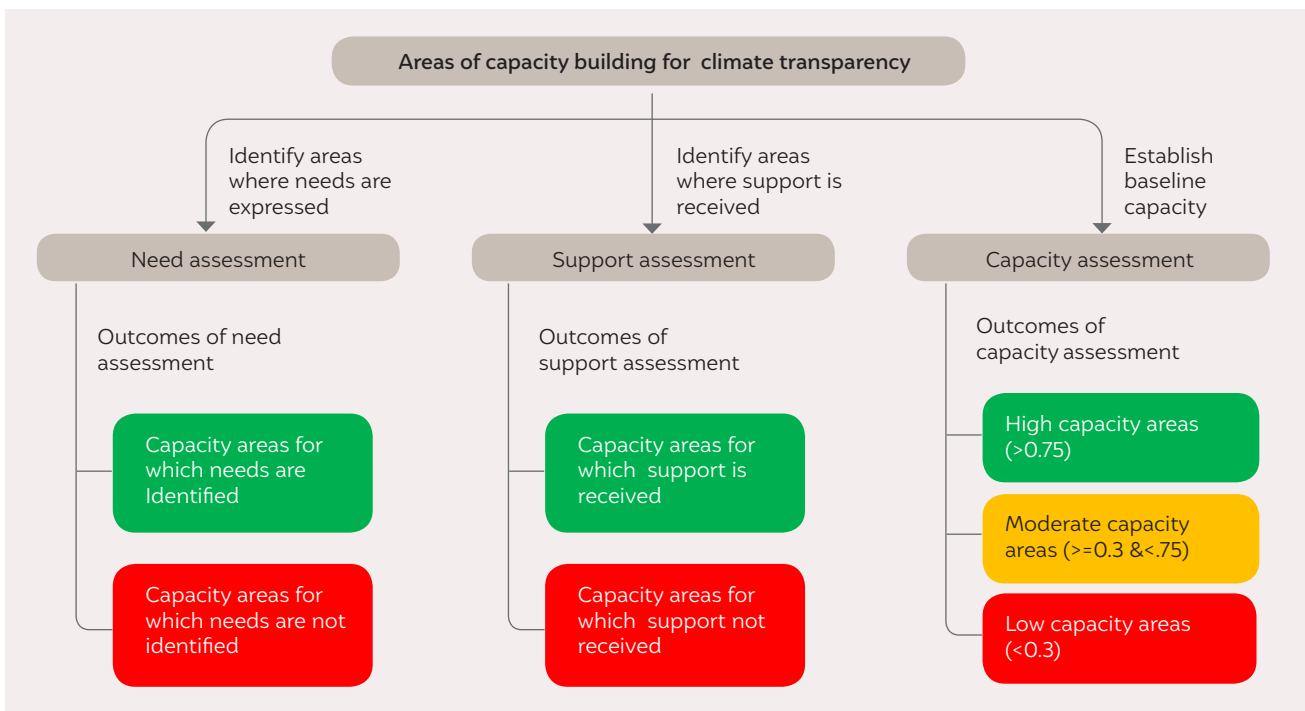 Areas of capacity building for climate transparency
Identify areas
where needs are
expressed
Identify areas
where support is
received
Establish
baseline
capacity
Need assessment
Support assessment
Capacity assessment
Outcomes of need
assessment
Capacity areas for
which needs are
Identified
Capacity areas for
which needs are not
identified
Outcomes of
support assessment
Capacity areas for
which support is
received
Capacity areas for
which support not
received
Outcomes of
capacity assessment
High capacity areas
(>0.75)
Moderate capacity
areas (>=0.3 &<.75)
Low capacity areas
(<0.3)